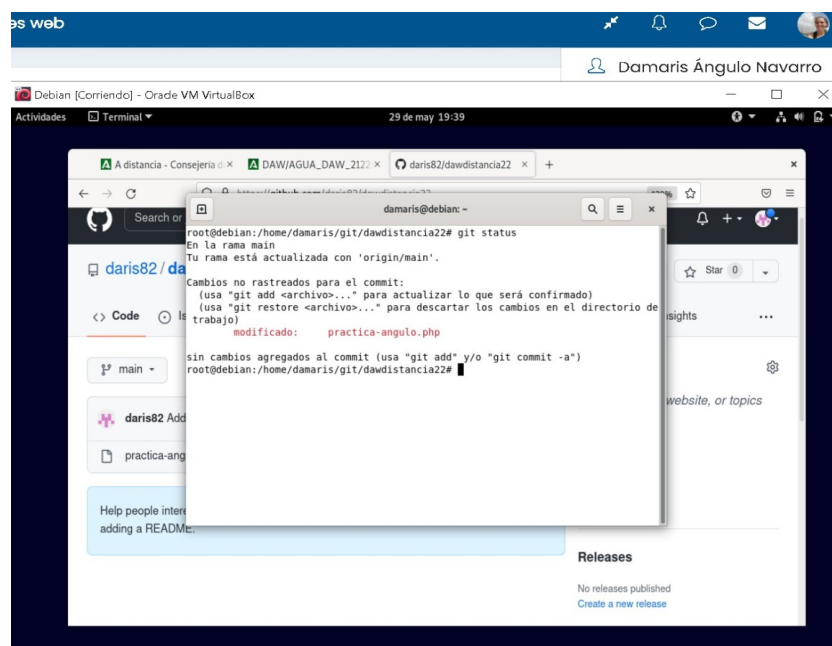 es web
Damaris Ángulo Navarro
Debian [Corriendo] - Oracle VM VirtualBox
Actividades Terminal 29 de may 19:39
A distancia - Consejería d DAW/AGUA_DAW_2122 daris82/dawdistancia22
https://github.com/daris82/dawdistancia22
damaris@debian: ~
Search or
root@debian:/home/damaris/git/dawdistancia22# git status
En la rama main
Tu rama está actualizada con 'origin/main'.
Cambios no rastreados para el commit:
(usa "git add <archivo>..." para actualizar lo que será confirmado)
(usa "git restore <archivo>..." para descartar los cambios en el directorio de
trabajo)
modificado: practica-angulo.php
sin cambios agregados al commit (usa "git add" y/o "git commit -a")
root@debian:/home/damaris/git/dawdistancia22#
daris82 / da
Star 0
Code Is
sights
main
website, or topics
daris82 Add
practica-ang
Help people intere
adding a README.
Releases
No releases published
Create a new release